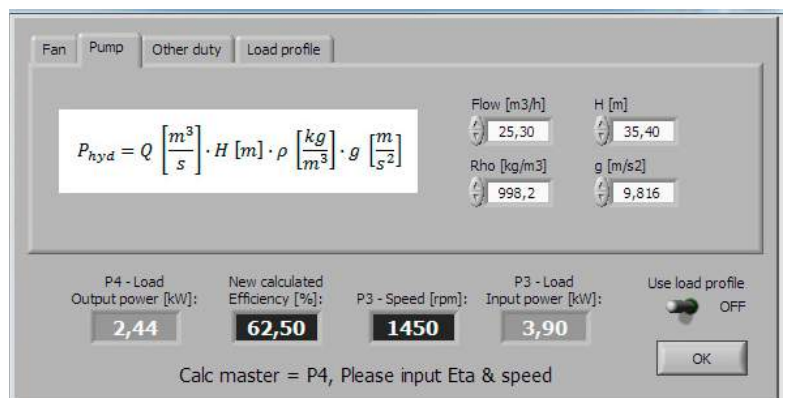 Fan Pump Other duty Load profile
Flow [m3/h] H [m]
25,30 35,40
P_hyd = Q [m³/s] · H [m] · ρ [kg/m³] · g [m/s²]
Rho [kg/m3] g [m/s2]
998,2 9,816
P4 - Load Output power [kW]: New calculated Efficiency [%]: P3 - Speed [rpm]: P3 - Load Input power [kW]: Use load profile
OFF
2,44 62,50 1450 3,90
OK
Calc master = P4, Please input Eta & speed